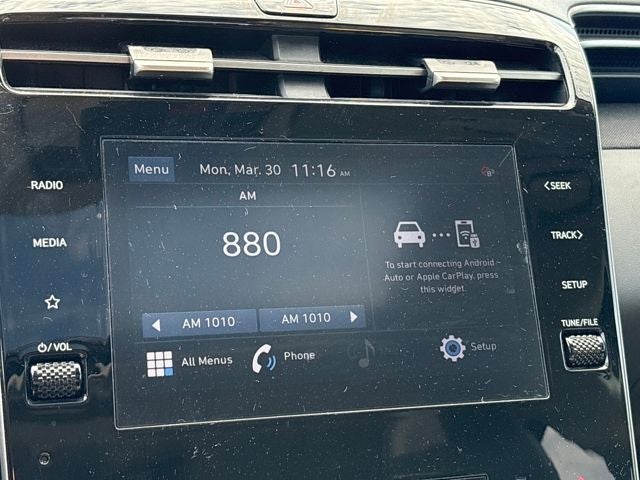 Menu Mon, Mar. 30 11:16 AM
AM
880
To start connecting Android
Auto or Apple CarPlay, press
this widget.
AM 1010 AM 1010
All Menus Phone Setup
RADIO
MEDIA
⏻/VOL
<SEEK
TRACK>
SETUP
TUNE/FILE